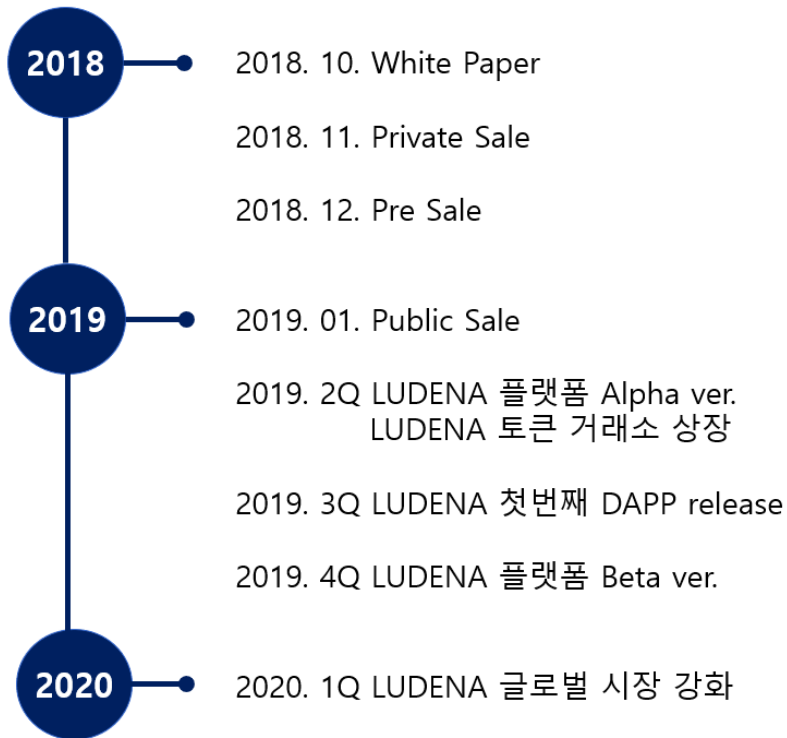 2018
2018. 10. White Paper
2018. 11. Private Sale
2018. 12. Pre Sale
2019
2019. 01. Public Sale
2019. 2Q LUDENA 플랫폼 Alpha ver.
LUDENA 토큰 거래소 상장
2019. 3Q LUDENA 첫번째 DAPP release
2019. 4Q LUDENA 플랫폼 Beta ver.
2020
2020. 1Q LUDENA 글로벌 시장 강화